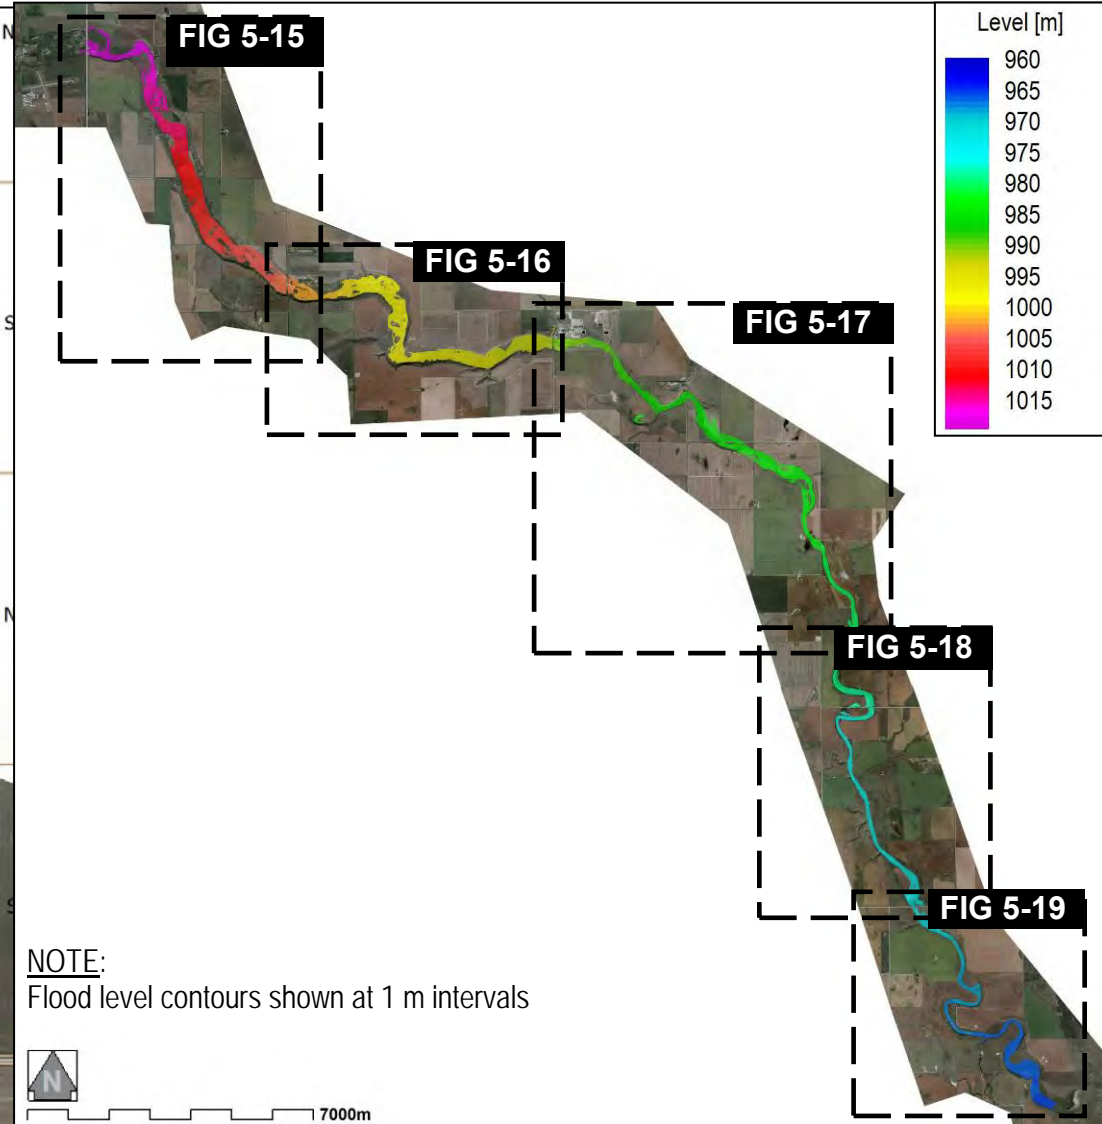 N
FIG 5-15
Level [m]
960
965
970
975
980
985
990
995
1000
1005
1010
1015
FIG 5-16
FIG 5-17
S
N
FIG 5-18
FIG 5-19
NOTE:
Flood level contours shown at 1 m intervals
N
7000m